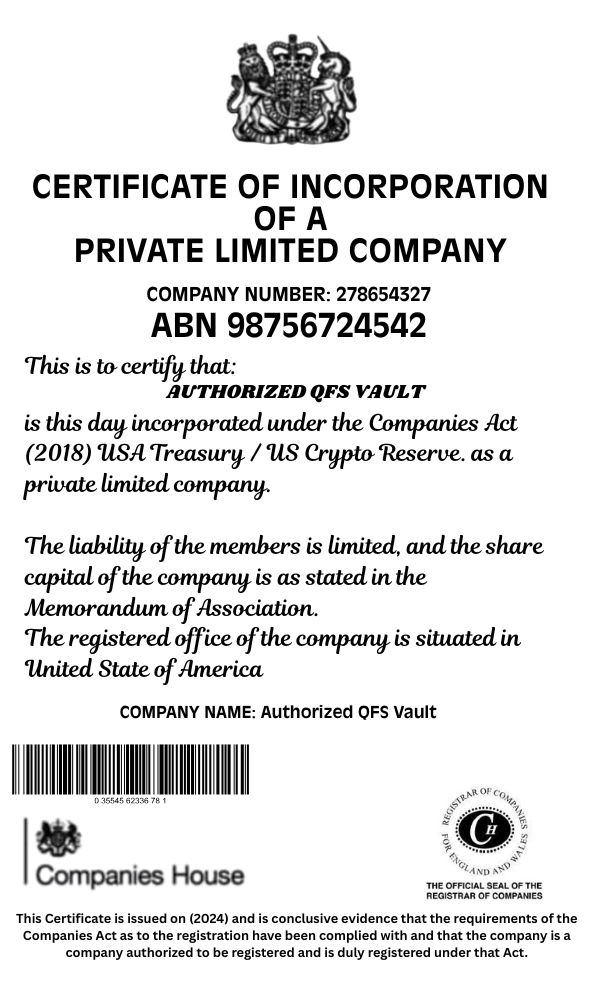 CERTIFICATE OF INCORPORATION
OF A
PRIVATE LIMITED COMPANY
COMPANY NUMBER: 278654327
ABN 98756724542
This is to certify that:
AUTHORIZED QFS VAULT
is this day incorporated under the Companies Act
(2018) USA Treasury / US Crypto Reserve. as a
private limited company.
The liability of the members is limited, and the share
capital of the company is as stated in the
Memorandum of Association.
The registered office of the company is situated in
United State of America
COMPANY NAME: Authorized QFS Vault
0 35545 62336 78 1
Companies House
REGISTRAR OF COMPANIES
FOR ENGLAND AND WALES
CH
THE OFFICIAL SEAL OF THE
REGISTRAR OF COMPANIES
This Certificate is issued on (2024) and is conclusive evidence that the requirements of the
Companies Act as to the registration have been complied with and that the company is a
company authorized to be registered and is duly registered under that Act.